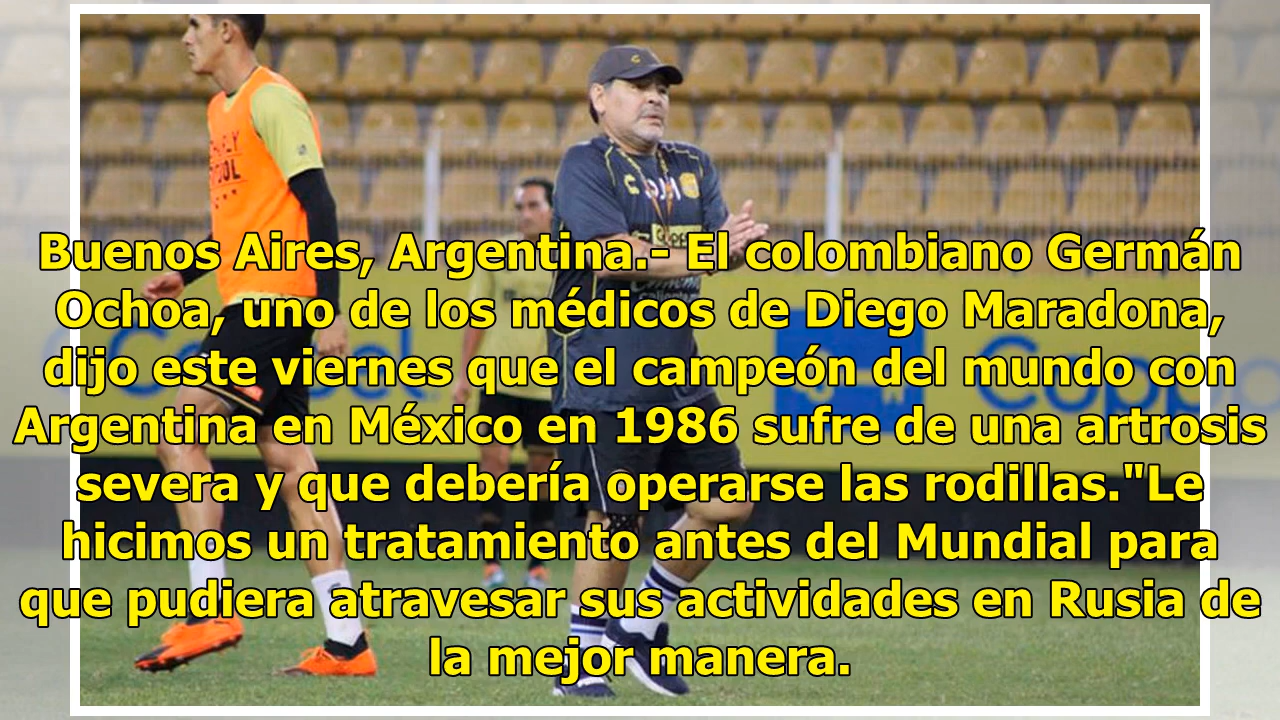 Buenos Aires, Argentina.- El colombiano Germán
Ochoa, uno de los médicos de Diego Maradona,
dijo este viernes que el campeón del mundo con
Argentina en México en 1986 sufre de una artrosis
severa y que debería operarse las rodillas."Le
hicimos un tratamiento antes del Mundial para
que pudiera atravesar sus actividades en Rusia de
la mejor manera.